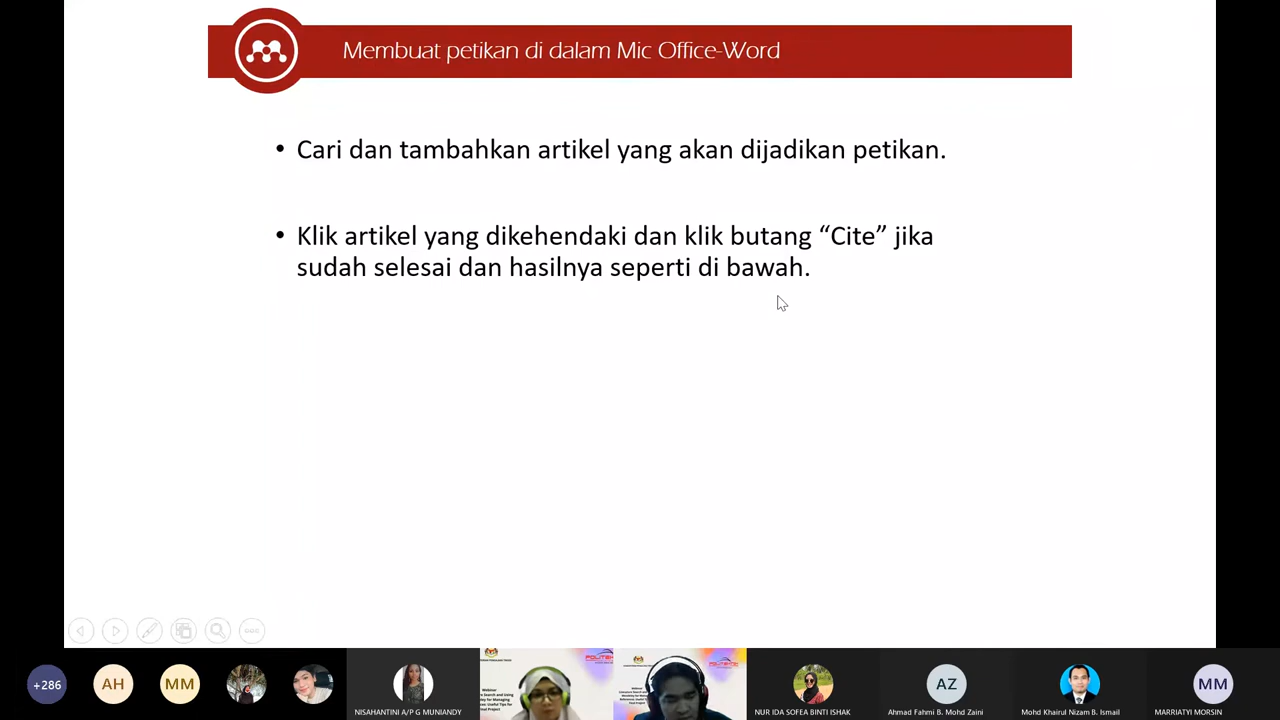 Membuat petikan di dalam Mic Office-Word
• Cari dan tambahkan artikel yang akan dijadikan petikan.
• Klik artikel yang dikehendaki dan klik butang “Cite” jika
sudah selesai dan hasilnya seperti di bawah.
+286
AH
MM
NISAHANTINI A/P G MUNIANDY
Webinar
NUR IDA SOFEA BINTI ISHAK
AZ
Ahmad Fahmi B. Mohd Zaini
Mohd Khairul Nizam B. Ismail
MM
MARRIATYI MORSIN